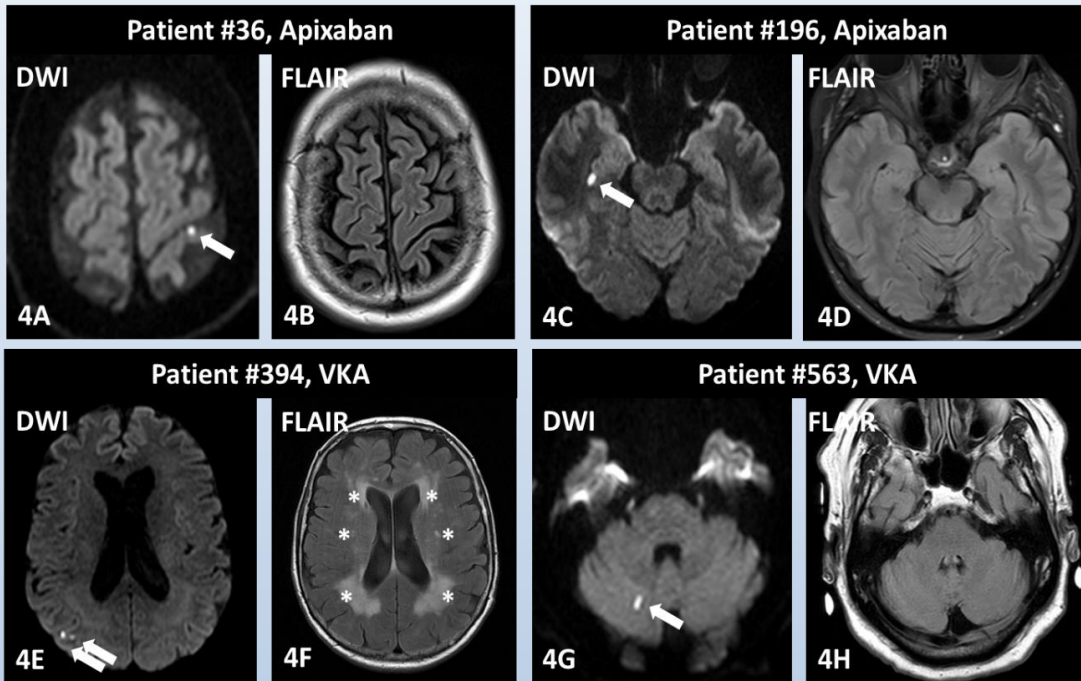 Patient #36, Apixaban
DWI
FLAIR
4A
4B
Patient #196, Apixaban
DWI
FLAIR
4C
4D
Patient #394, VKA
DWI
FLAIR
* *
* *
* *
4E
4F
Patient #563, VKA
DWI
FLAIR
4G
4H